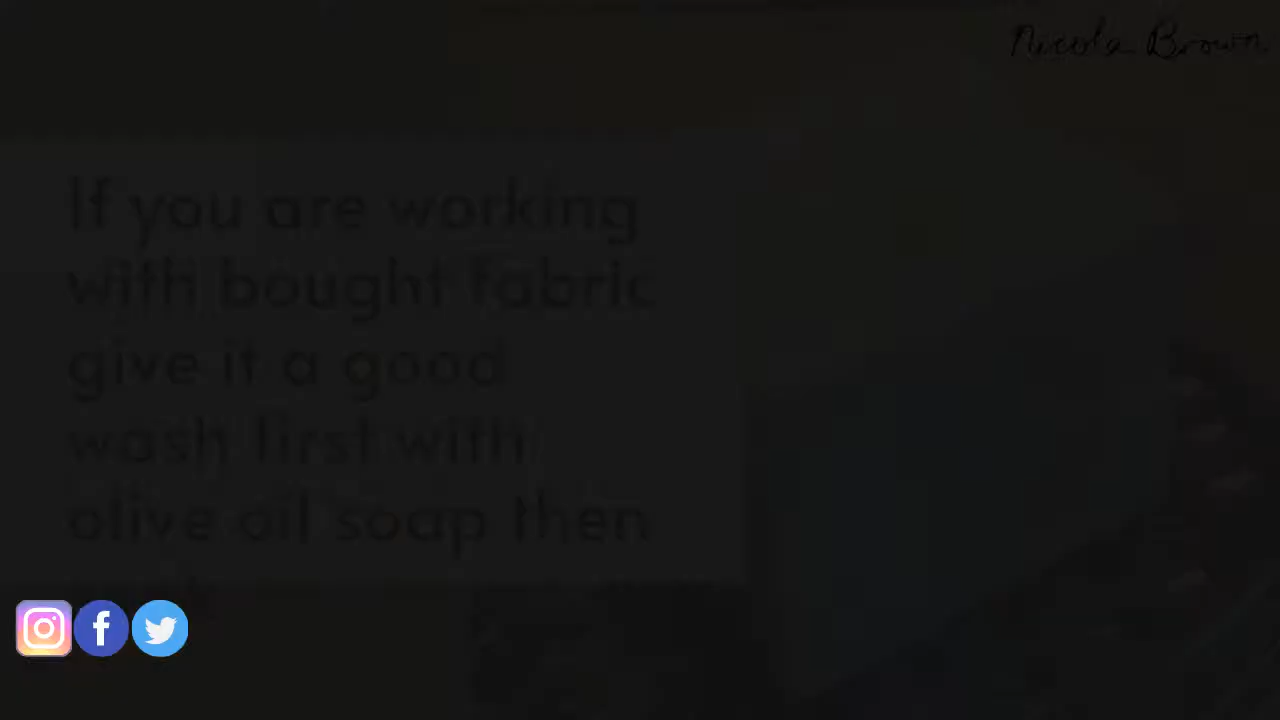 Nicola Brown
If you are working
with bought fabric
give it a good
wash first with
olive oil soap then